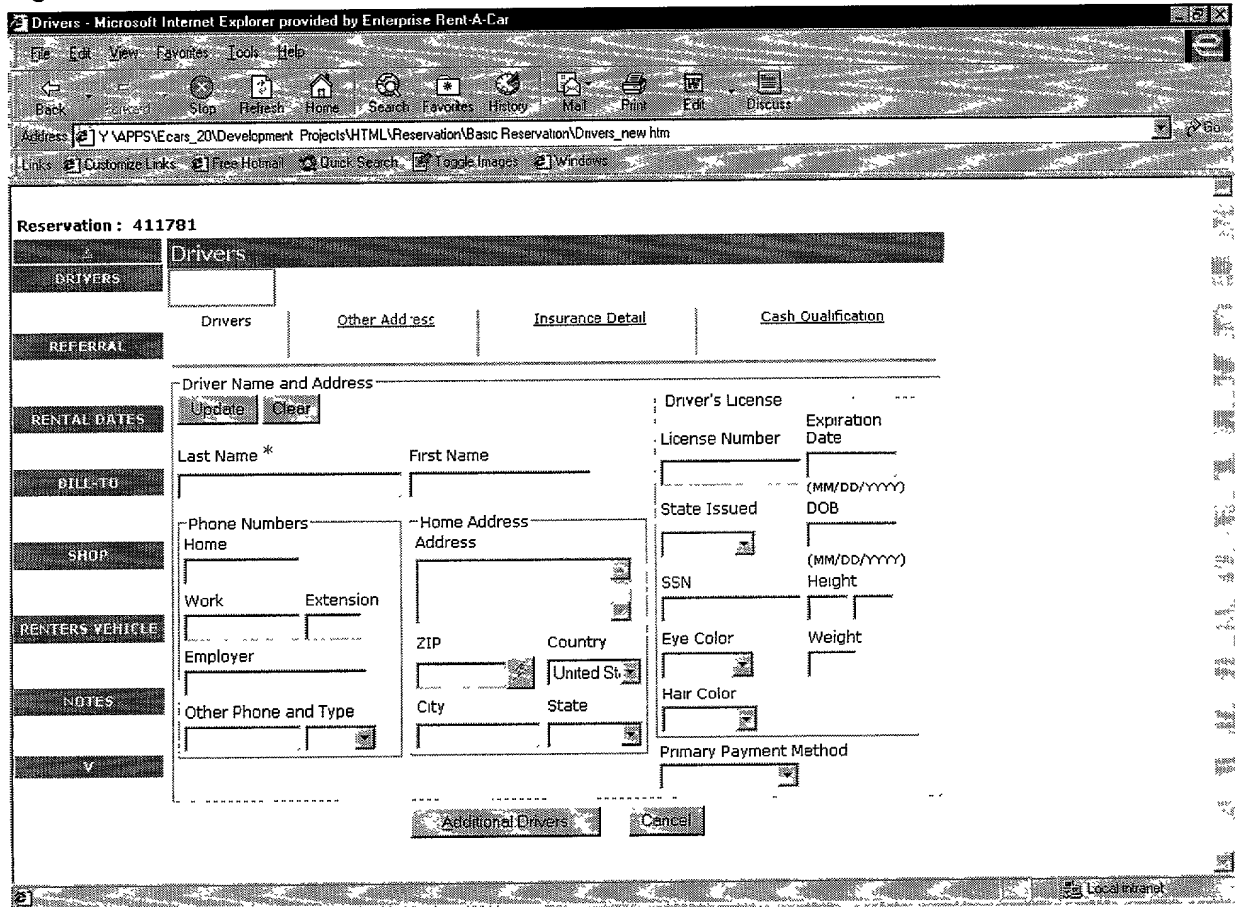 Drivers - Microsoft Internet Explorer provided by Enterprise Rent-A-Car
File Edit View Favorites Tools Help
Back Forward Stop Refresh Home Search Favorites History Mail Print Edit Discuss
Address Y \APPS\Ecars_20\Development Projects\HTML\Reservation\Basic Reservation\Drivers_new htm Go
Links Customize Links Free Hotmail Quick Search Toggle Images Windows
Reservation : 411781
Drivers
DRIVERS
Drivers Other Address Insurance Detail Cash Qualification
REFERRAL
Driver Name and Address
Update Clear
Driver's License
RENTAL DATES
License Number Expiration Date
Last Name * First Name
BILL-TO
(MM/DD/YYYY)
State Issued DOB
Phone Numbers Home Address
Home Address
SHOP
(MM/DD/YYYY)
SSN Height
Work Extension
RENTERS VEHICLE
ZIP Country Eye Color Weight
Employer
United St
NOTES
Hair Color
Other Phone and Type City State
Primary Payment Method
V
Additional Drivers Cancel
Local intranet